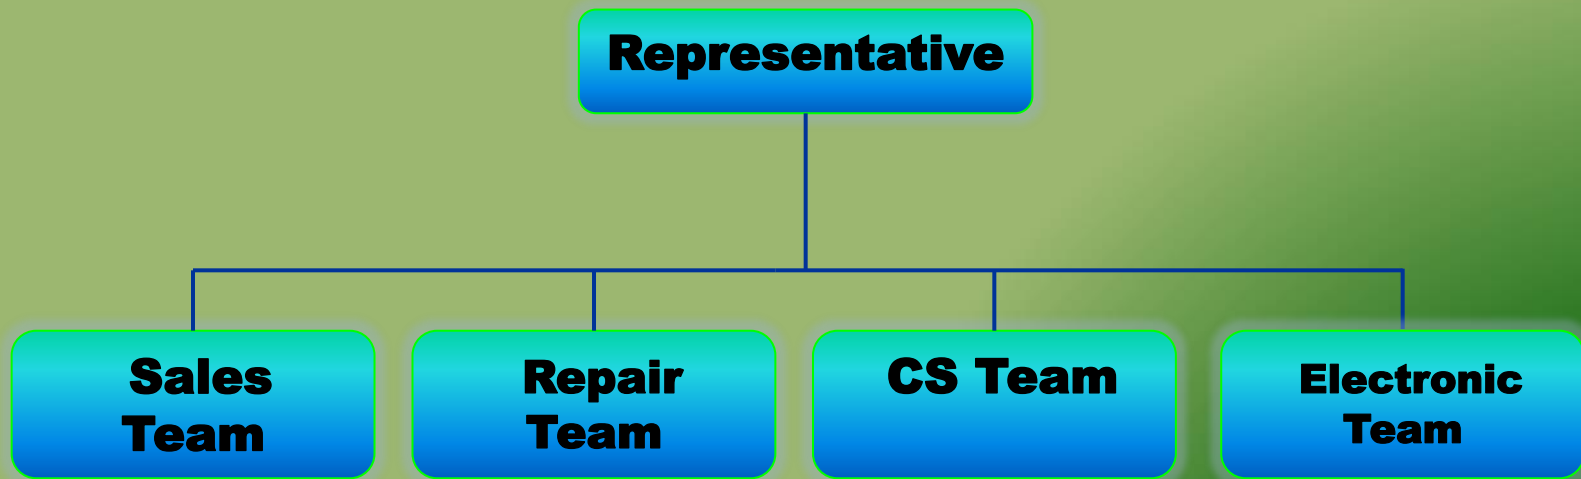 Representative
Sales
Team
Repair
Team
CS Team
Electronic
Team